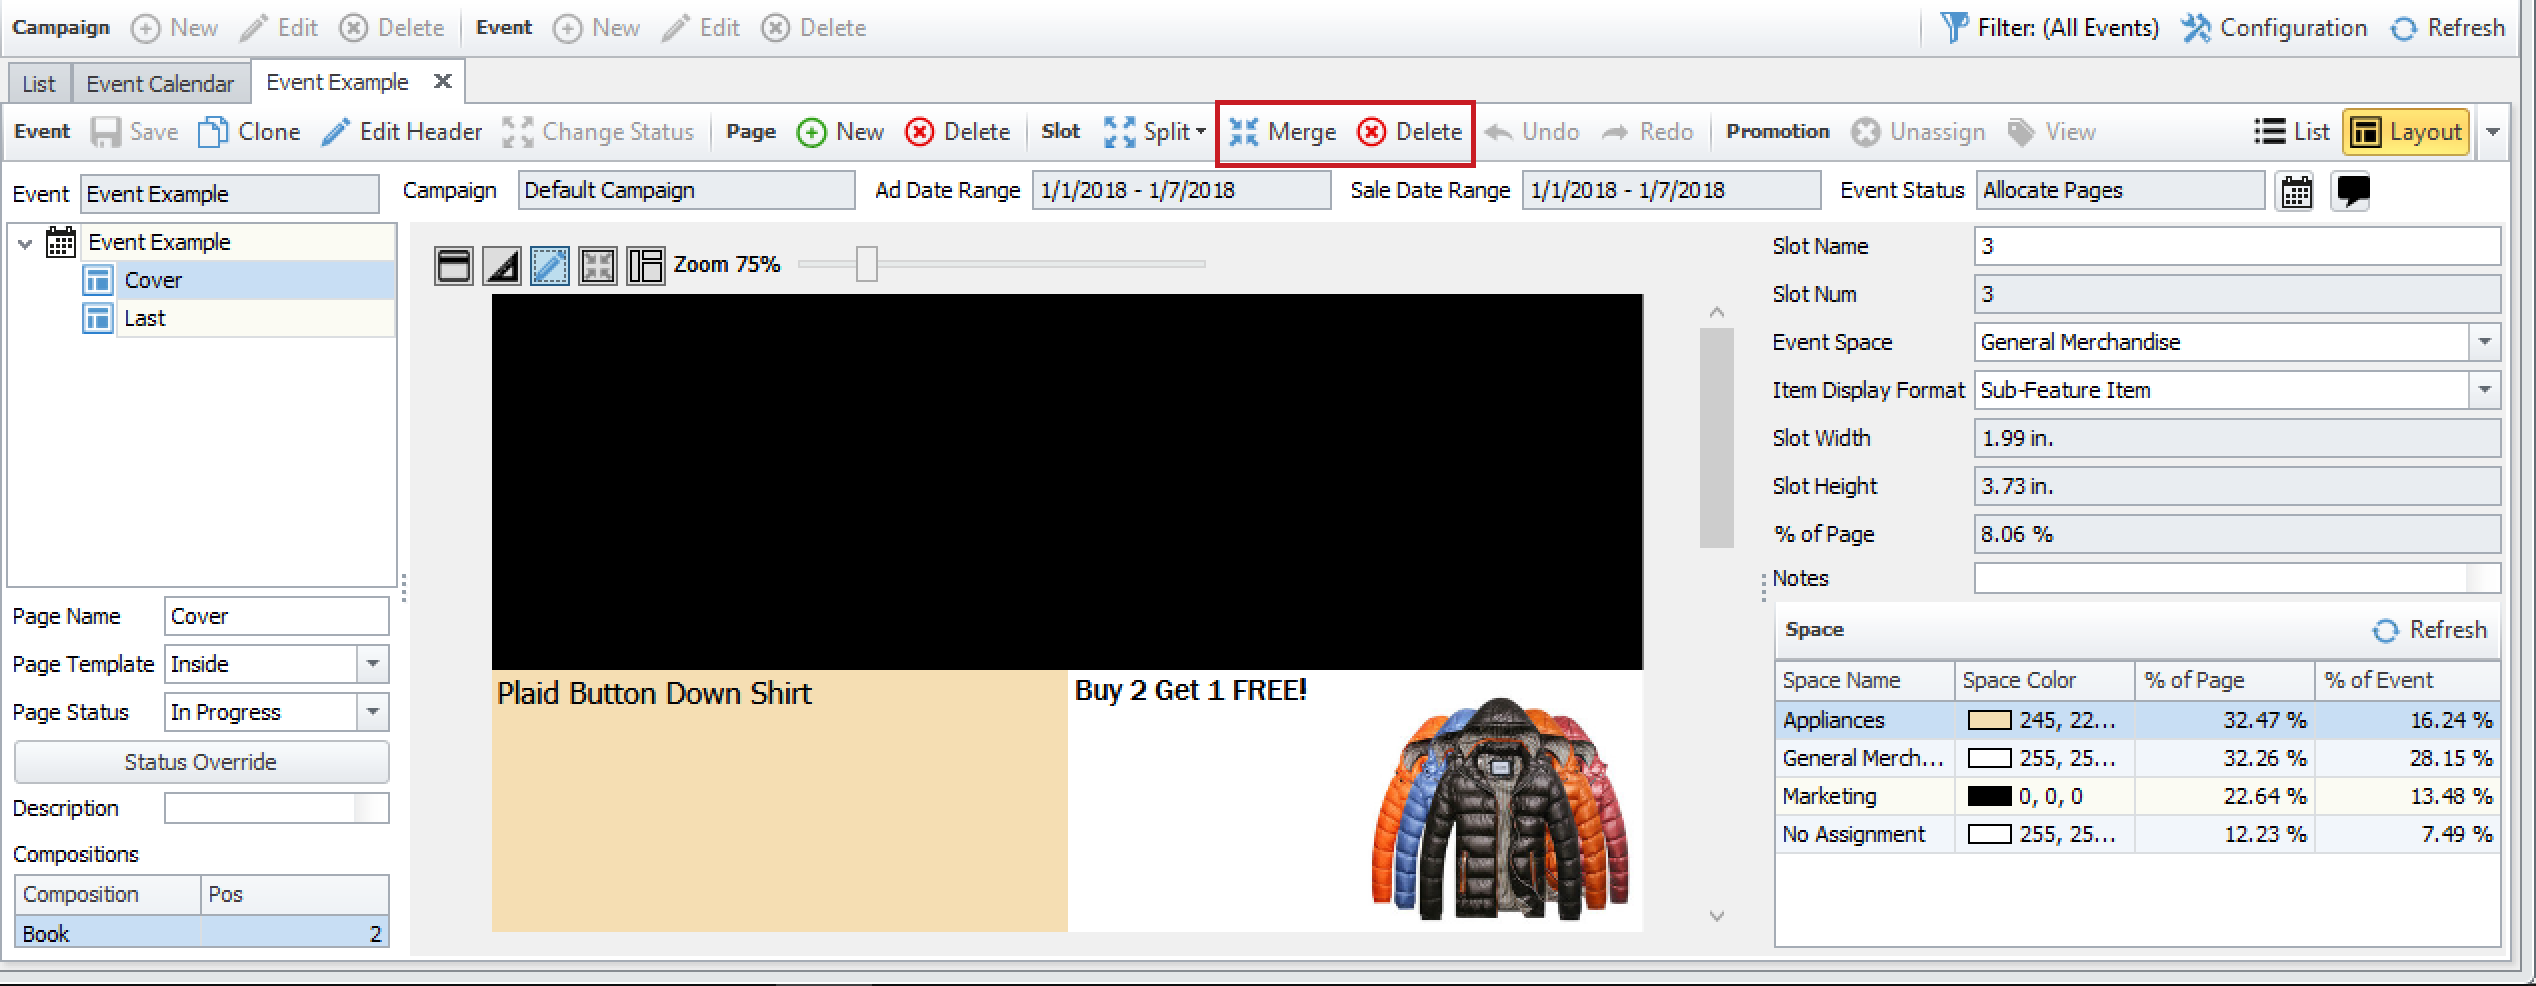 Campaign New Edit Delete Event New Edit Delete Filter: (All Events) Configuration Refresh
List Event Calendar Event Example
Event Save Clone Edit Header Change Status Page New Delete Slot Split Merge Delete Undo Redo Promotion Unassign View List Layout
Event Event Example Campaign Default Campaign Ad Date Range 1/1/2018 - 1/7/2018 Sale Date Range 1/1/2018 - 1/7/2018 Event Status Allocate Pages
Event Example
Cover
Last
Page Name Cover
Page Template Inside
Page Status In Progress
Status Override
Description
Compositions
Composition Pos
Book 2
Zoom 75%
Plaid Button Down Shirt
Buy 2 Get 1 FREE!
Slot Name 3
Slot Num 3
Event Space General Merchandise
Item Display Format Sub-Feature Item
Slot Width 1.99 in.
Slot Height 3.73 in.
% of Page 8.06 %
Notes
Space Refresh
Space Name Space Color % of Page % of Event
Appliances 245, 22... 32.47 % 16.24 %
General Merch... 255, 25... 32.26 % 28.15 %
Marketing 0, 0, 0 22.64 % 13.48 %
No Assignment 255, 25... 12.23 % 7.49 %